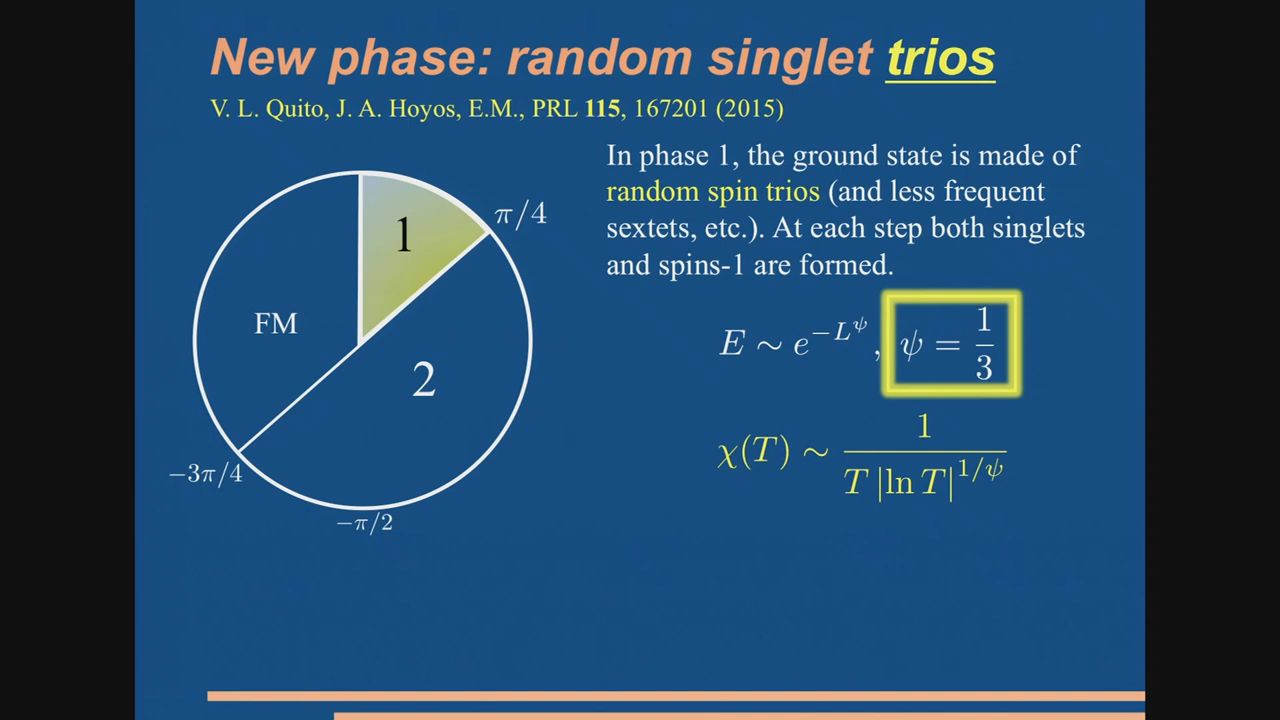 New phase: random singlet trios
V. L. Quito, J. A. Hoyos, E.M., PRL 115, 167201 (2015)
In phase 1, the ground state is made of
random spin trios (and less frequent
sextets, etc.). At each step both singlets
and spins-1 are formed.
1
π/4
FM
2
−3π/4
−π/2
E ∼ e^{−L^ψ}, ψ = 1/3
χ(T) ∼ 1 / (T |ln T|^{1/ψ})